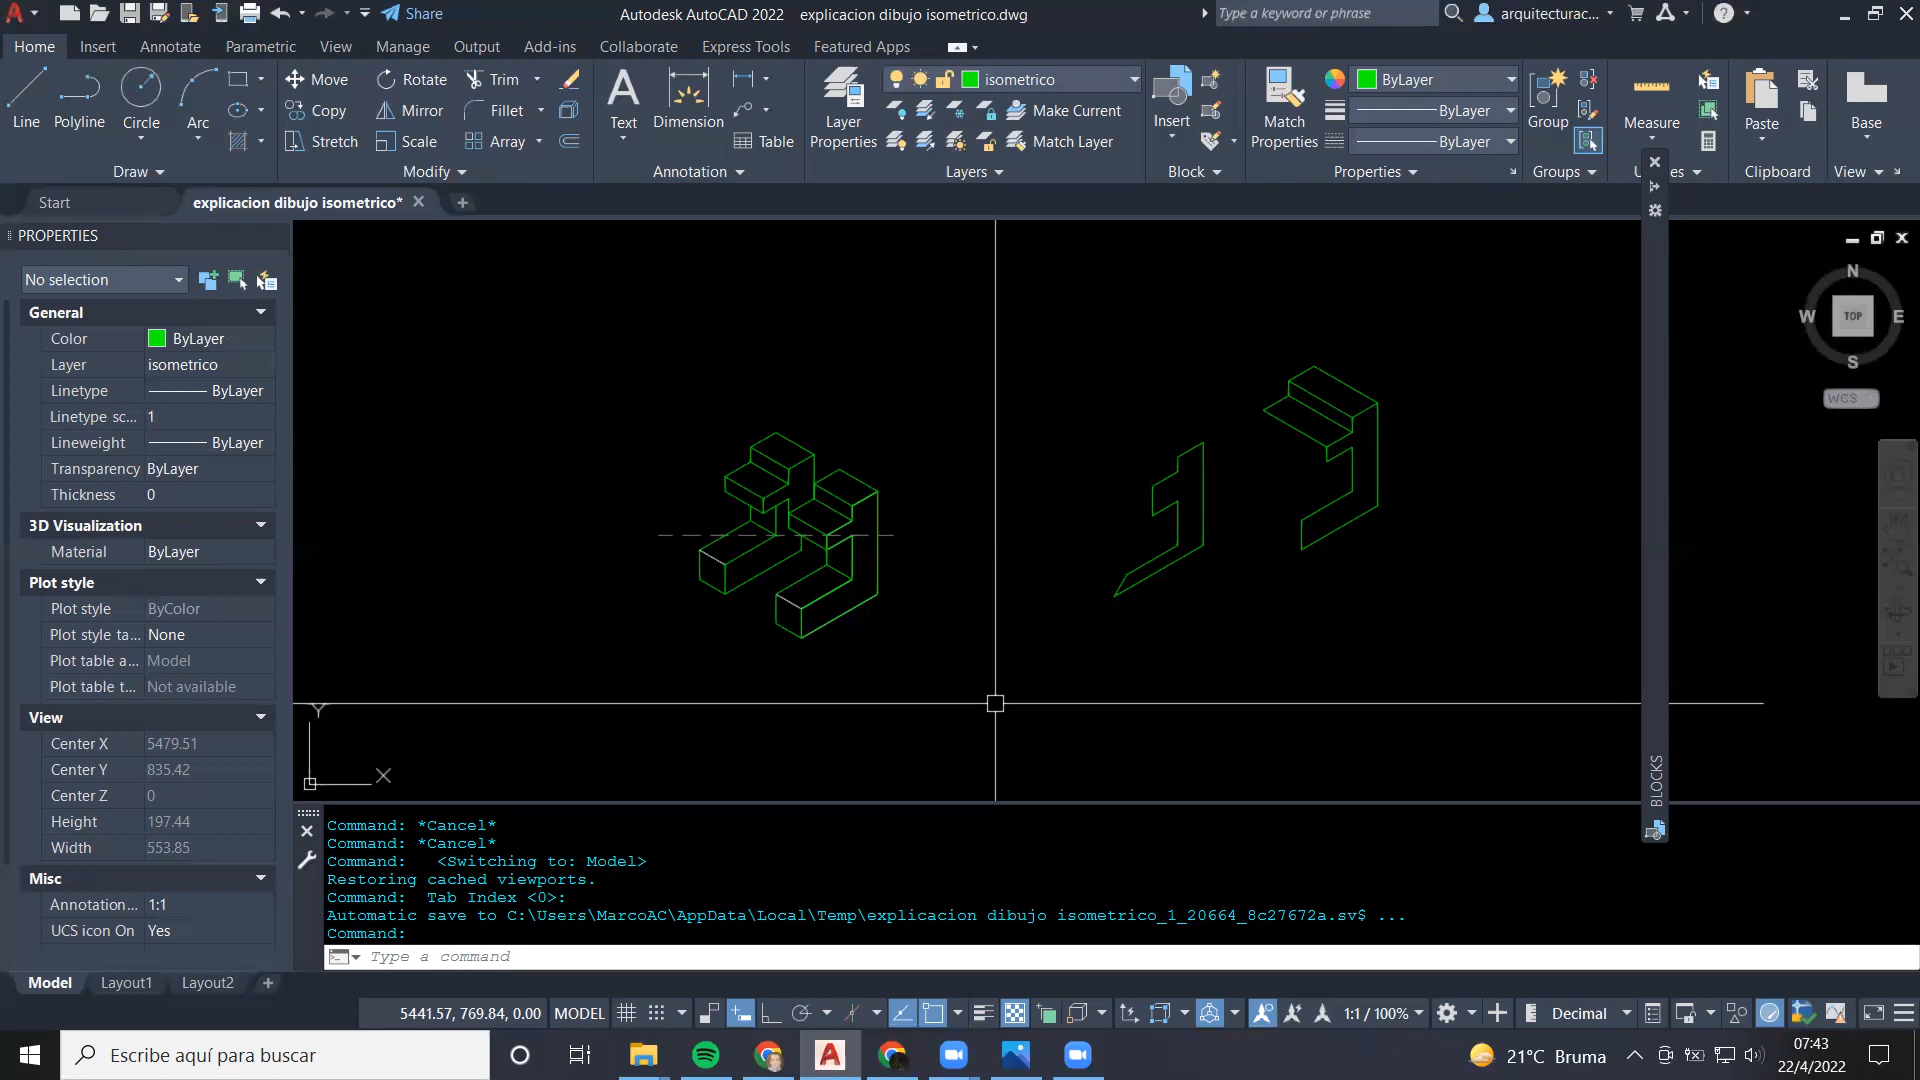 Share
Autodesk AutoCAD 2022 explicacion dibujo isometrico.dwg
Type a keyword or phrase
arquitecturac...
Home Insert Annotate Parametric View Manage Output Add-ins Collaborate Express Tools Featured Apps
Line Polyline Circle Arc
Move Rotate Trim
Copy Mirror Fillet
Stretch Scale Array
Text Dimension Table
Layer Properties
isometrico
Make Current
Match Layer
Insert
Match Properties
ByLayer
ByLayer
ByLayer
Group
Measure
Paste
Base
Draw Modify Annotation Layers Block Properties Groups Clipboard View
Start explicacion dibujo isometrico*
PROPERTIES
No selection
General
Color ByLayer
Layer isometrico
Linetype ByLayer
Linetype sc... 1
Lineweight ByLayer
Transparency ByLayer
Thickness 0
3D Visualization
Material ByLayer
Plot style
Plot style ByColor
Plot style ta... None
Plot table a... Model
Plot table t... Not available
View
Center X 5479.51
Center Y 835.42
Center Z 0
Height 197.44
Width 553.85
Misc
Annotation... 1:1
UCS icon On Yes
N
W TOP E
S
WCS
BLOCKS
Y
X
Command: *Cancel*
Command: *Cancel*
Command: <Switching to: Model>
Restoring cached viewports.
Command: Tab Index <0>:
Automatic save to C:\Users\MarcoAC\AppData\Local\Temp\explicacion dibujo isometrico_1_20664_8c27672a.sv$ ...
Command:
Type a command
Model Layout1 Layout2
5441.57, 769.84, 0.00 MODEL
1:1 / 100%
Decimal
Escribe aquí para buscar
21°C Bruma
07:43
22/4/2022